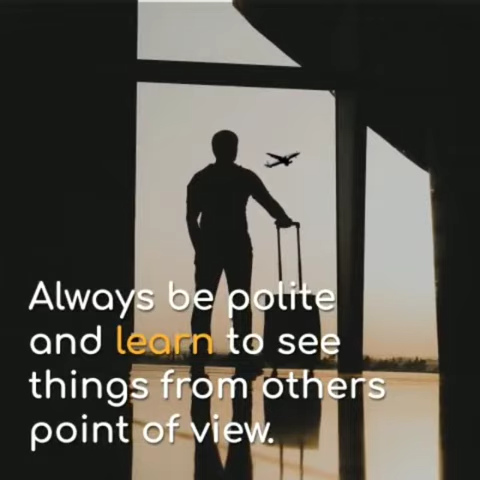 Always be polite
and learn to see
things from others
point of view.